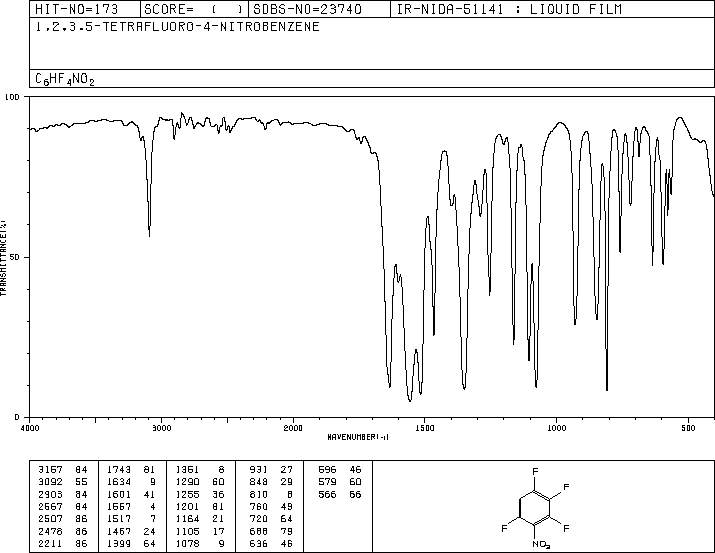 HIT-NO=173 SCORE= ( ) SDBS-NO=23740 IR-NIDA-51141 : LIQUID FILM
1,2,3,5-TETRAFLUORO-4-NITROBENZENE
C6HF4NO2
100
50
0
TRANSMITTANCE(%)
4000 3000 2000 1500 1000 500
WAVENUMBER(-1)
3167 84 1743 81 1351 8 931 27 596 46
3092 55 1634 9 1290 60 848 29 579 60
2903 84 1601 41 1255 36 810 8 566 66
2667 84 1557 4 1201 81 760 49
2507 86 1517 7 1164 21 720 64
2478 86 1467 24 1105 17 688 79
2211 86 1399 64 1078 9 636 46
F
F
F F
NO2